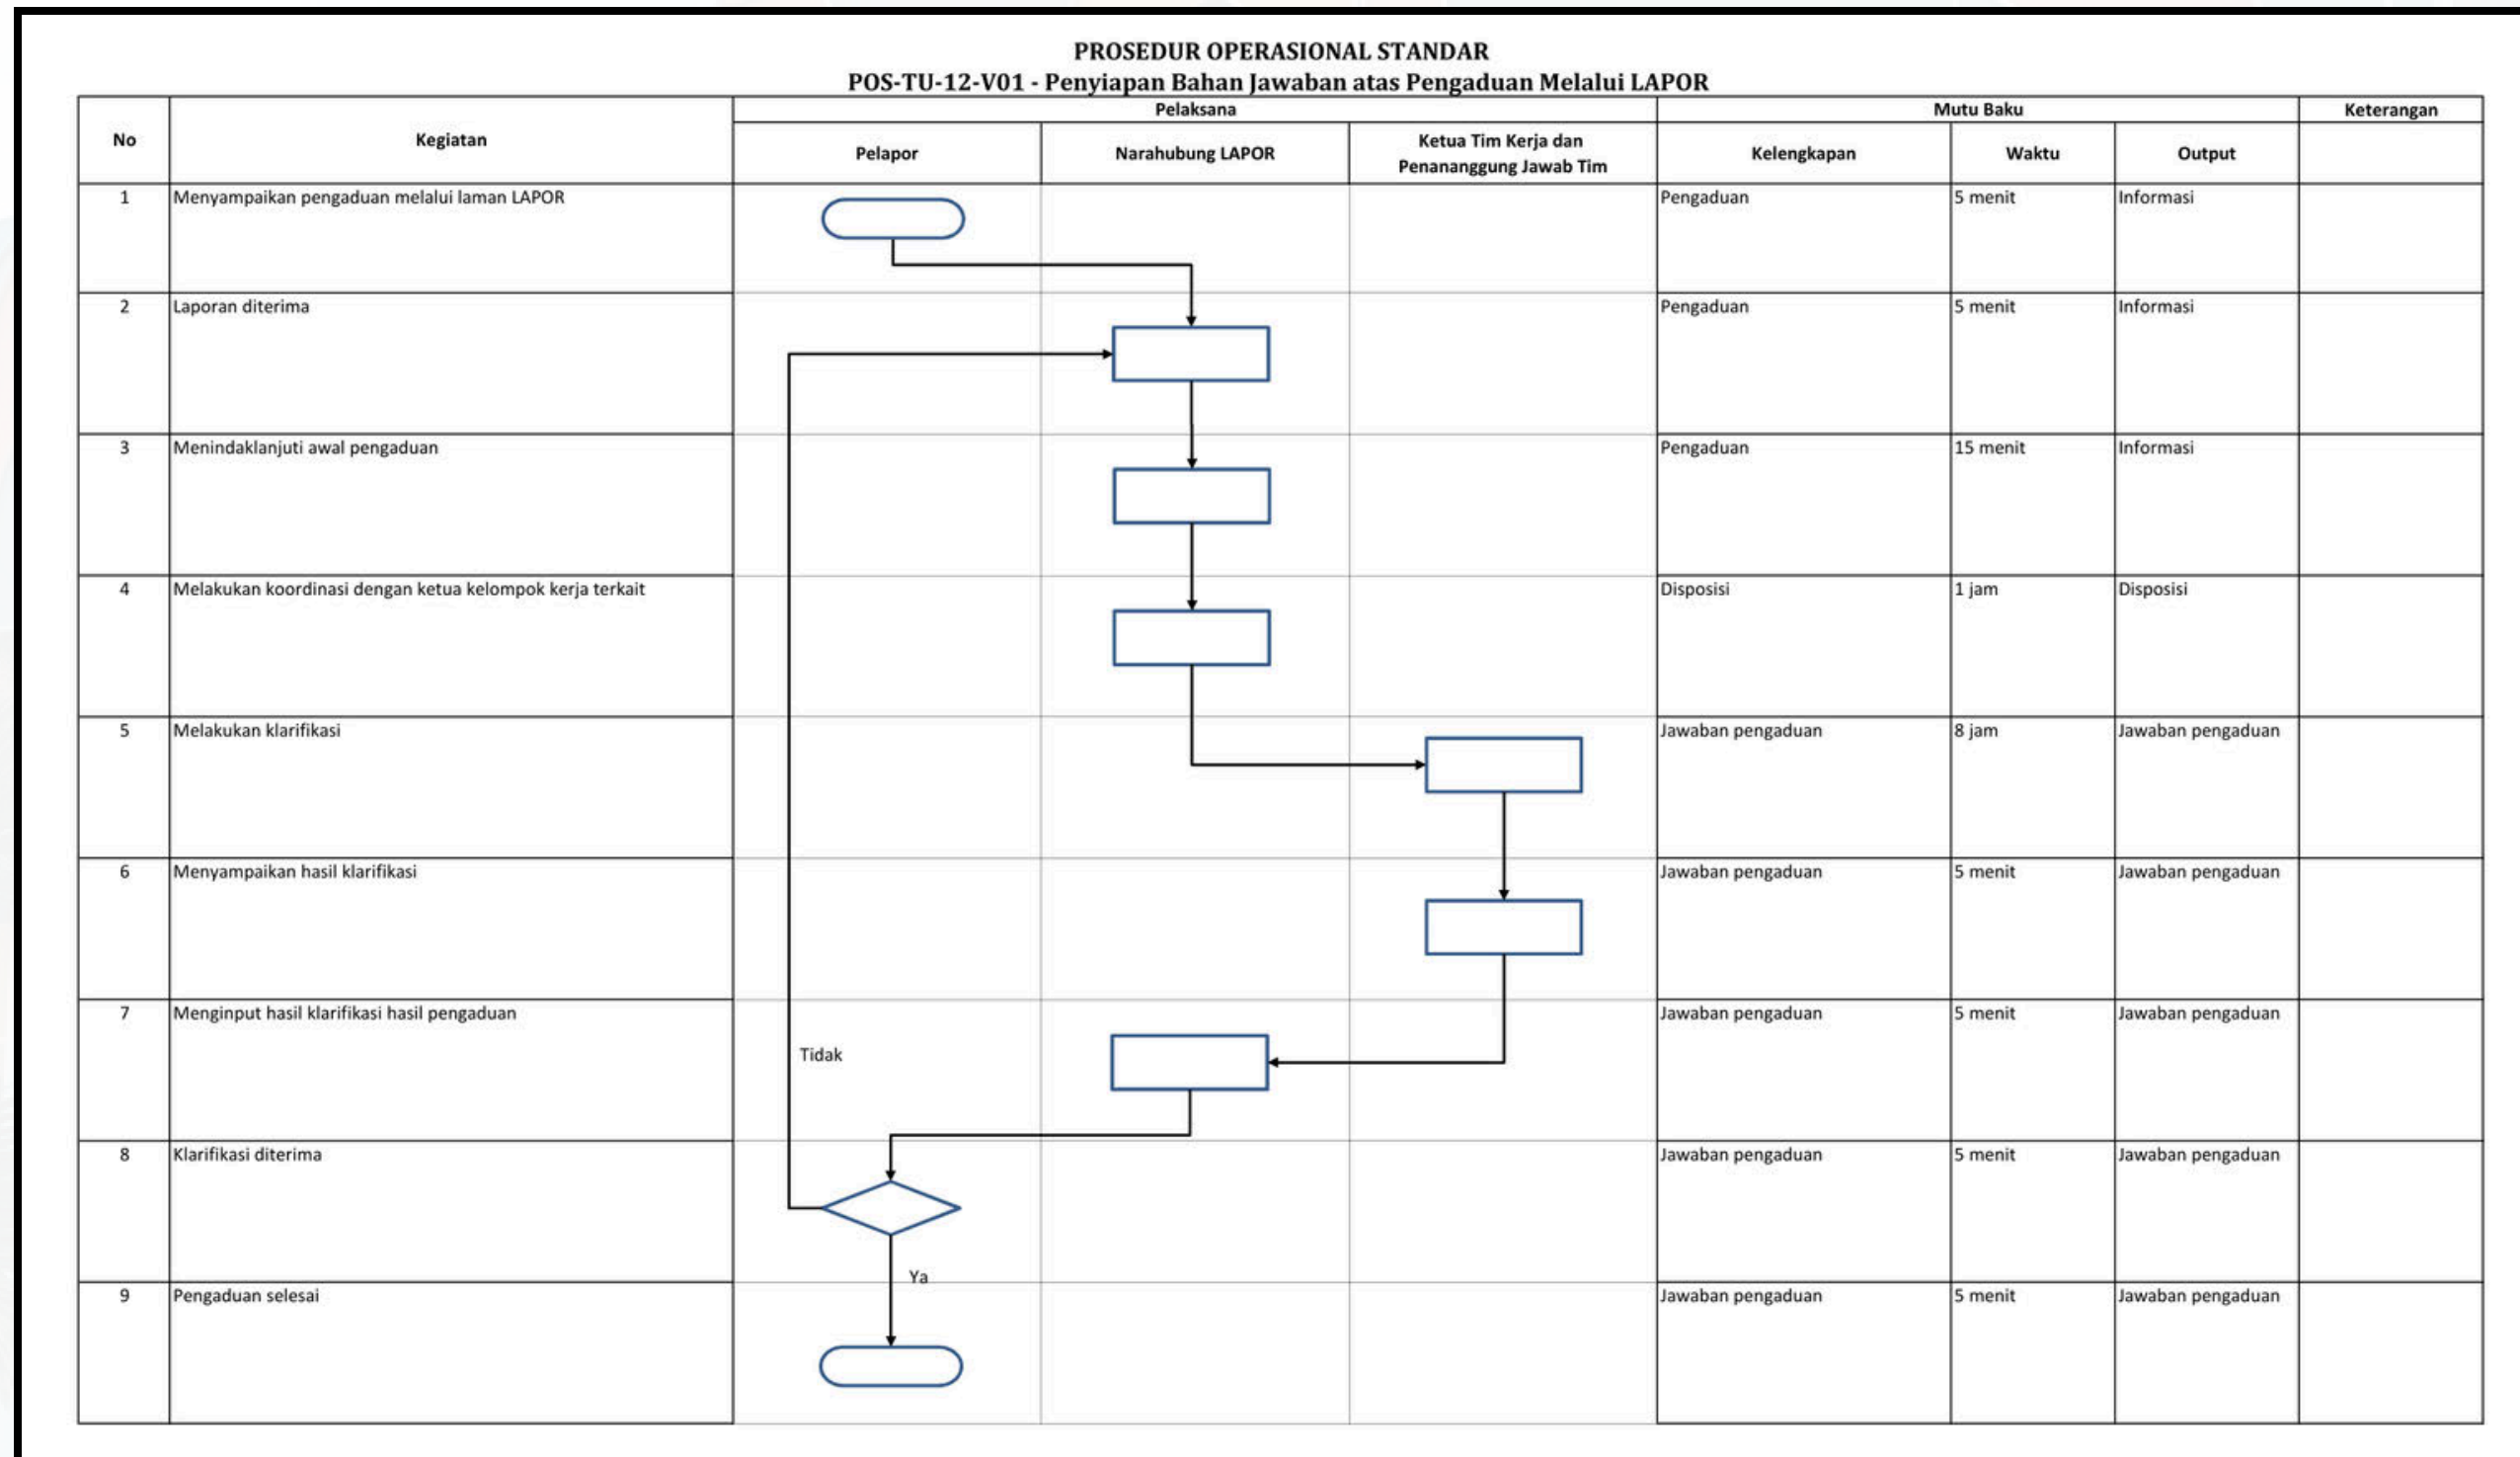 PROSEDUR OPERASIONAL STANDAR
POS-TU-12-V01 - Penyiapan Bahan Jawaban atas Pengaduan Melalui LAPOR
No Kegiatan Pelaksana Mutu Baku Keterangan
Pelapor Narahubung LAPOR Ketua Tim Kerja dan Kelengkapan Waktu Output
Penananggung Jawab Tim
1 Menyampaikan pengaduan melalui laman LAPOR Pengaduan 5 menit Informasi
2 Laporan diterima Pengaduan 5 menit Informasi
3 Menindaklanjuti awal pengaduan Pengaduan 15 menit Informasi
4 Melakukan koordinasi dengan ketua kelompok kerja terkait Disposisi 1 jam Disposisi
5 Melakukan klarifikasi Jawaban pengaduan 8 jam Jawaban pengaduan
6 Menyampaikan hasil klarifikasi Jawaban pengaduan 5 menit Jawaban pengaduan
7 Menginput hasil klarifikasi hasil pengaduan Jawaban pengaduan 5 menit Jawaban pengaduan
Tidak
8 Klarifikasi diterima Jawaban pengaduan 5 menit Jawaban pengaduan
Ya
9 Pengaduan selesai Jawaban pengaduan 5 menit Jawaban pengaduan